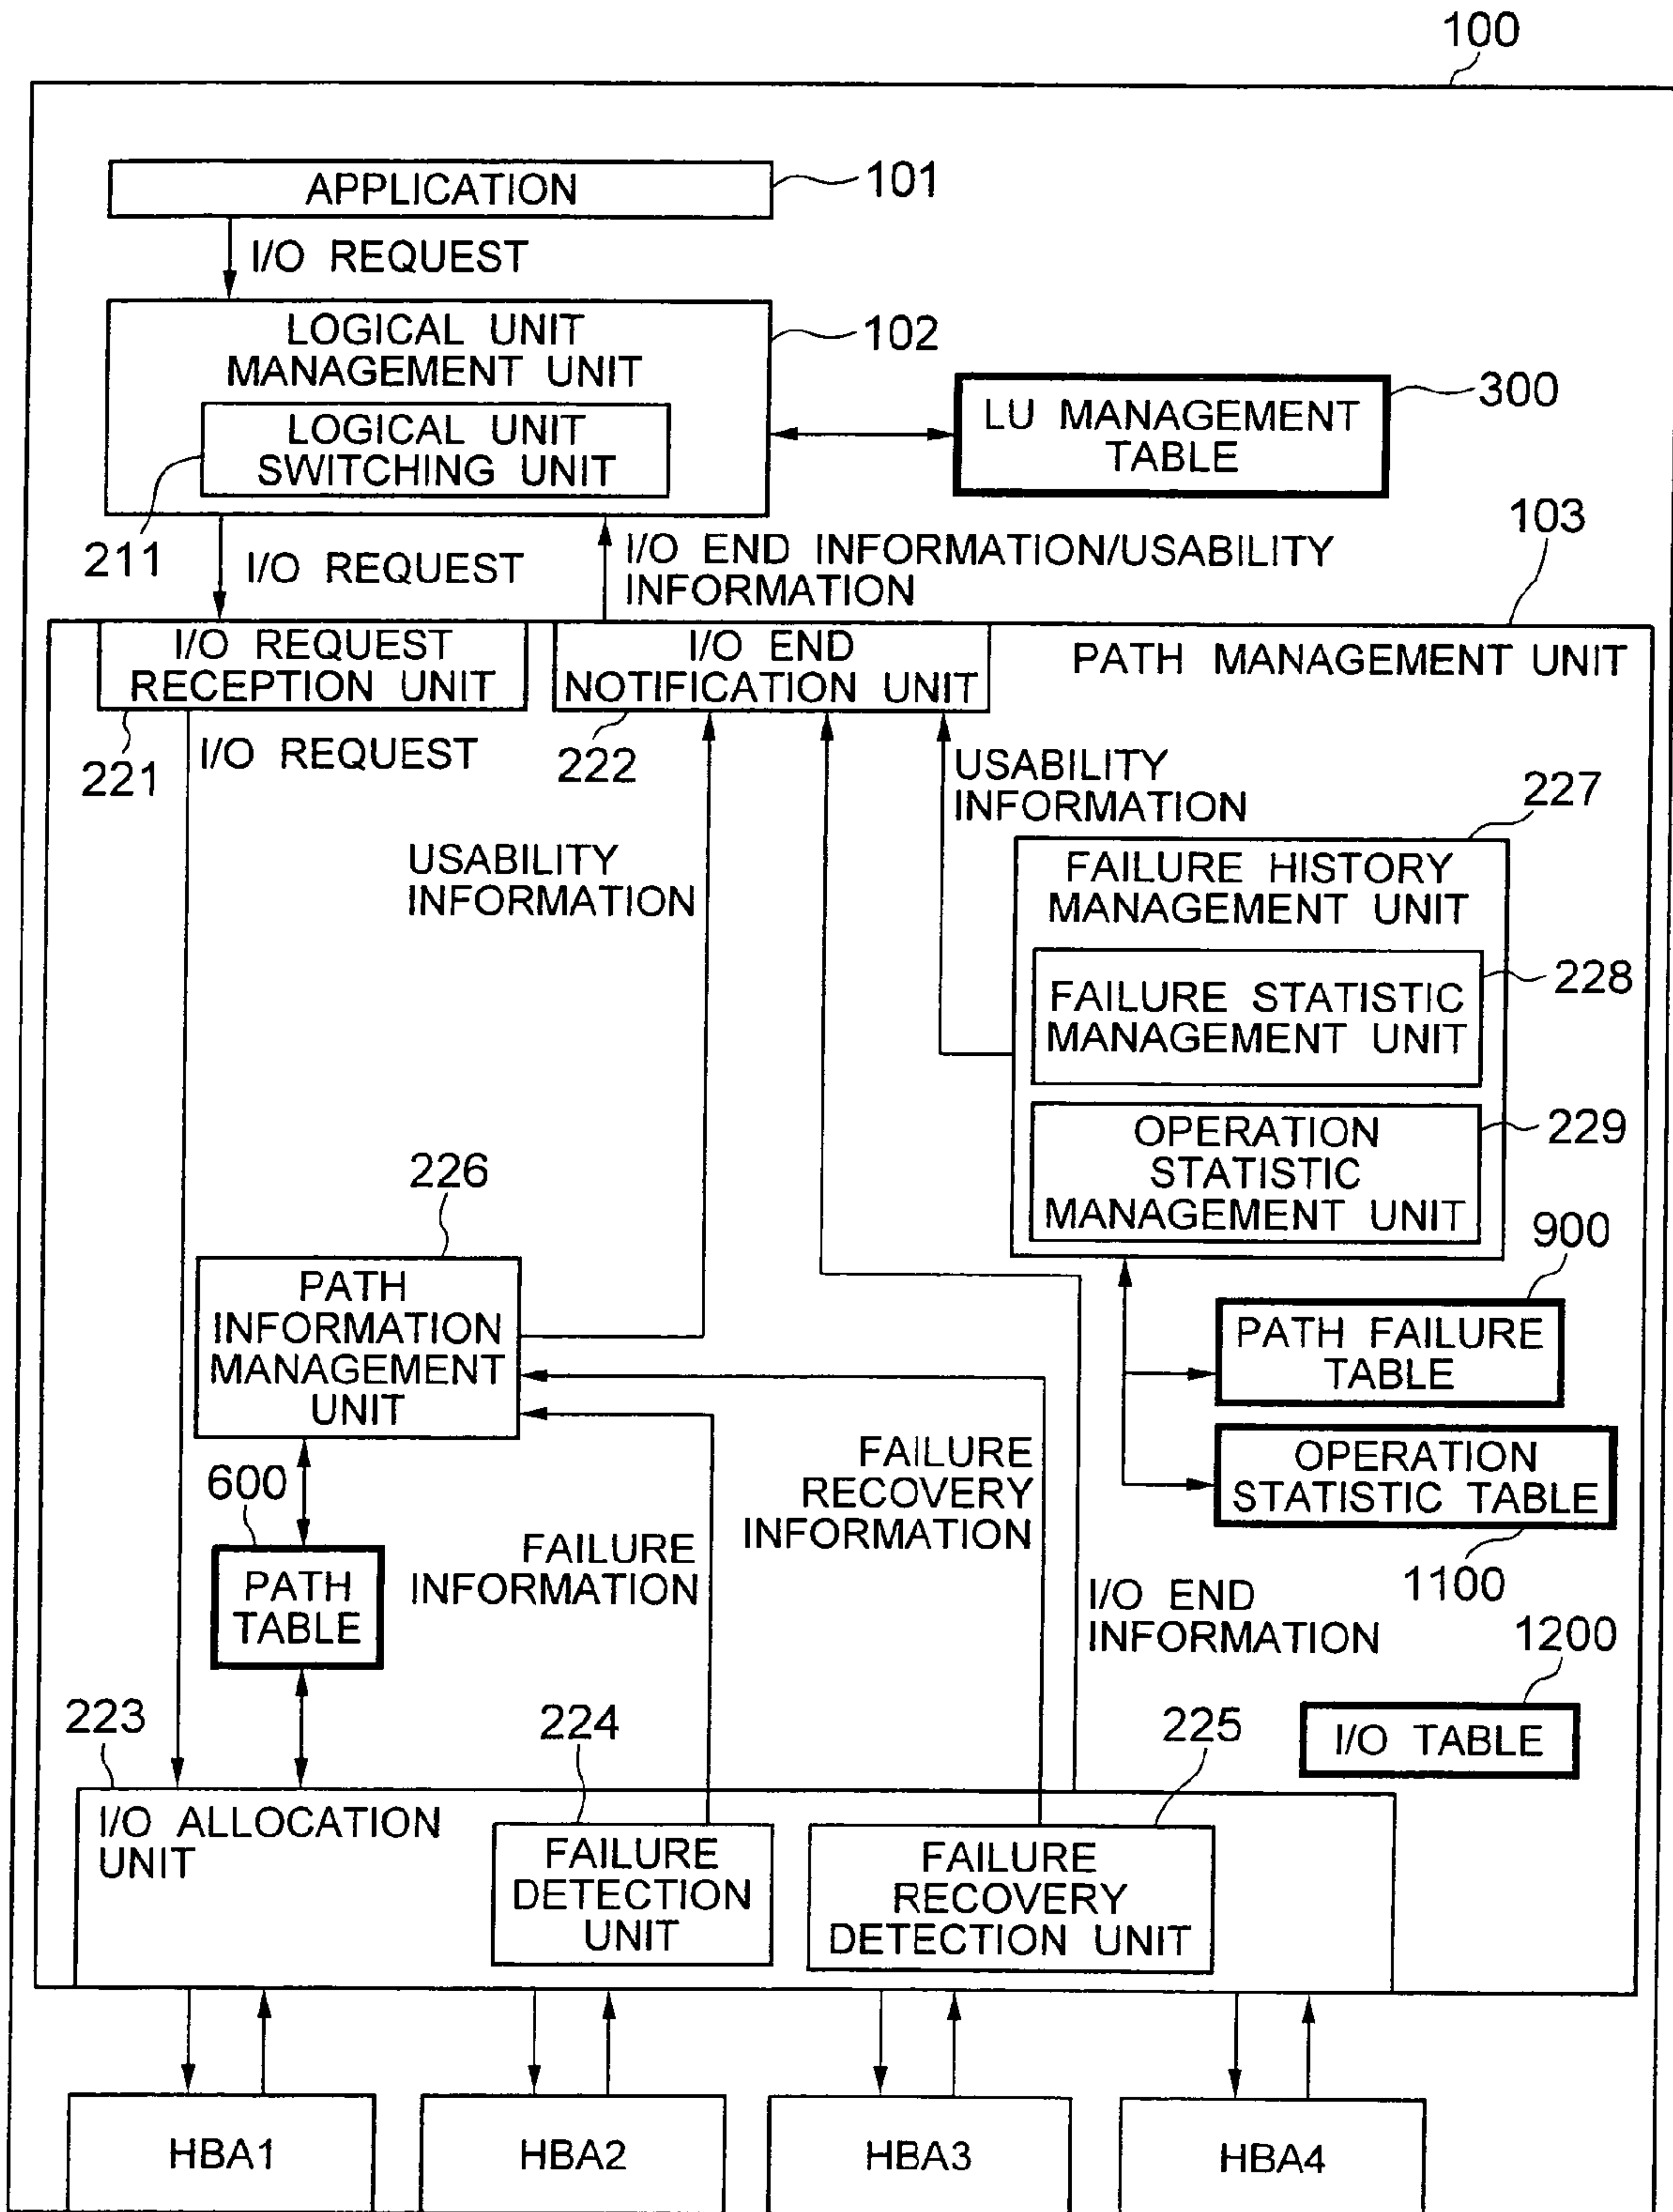 100
APPLICATION
101
I/O REQUEST
LOGICAL UNIT
MANAGEMENT UNIT
102
LOGICAL UNIT
SWITCHING UNIT
211
LU MANAGEMENT
TABLE
300
I/O REQUEST
I/O END INFORMATION/USABILITY
INFORMATION
103
I/O REQUEST
RECEPTION UNIT
221
I/O END
NOTIFICATION UNIT
222
PATH MANAGEMENT UNIT
I/O REQUEST
USABILITY
INFORMATION
USABILITY
INFORMATION
227
FAILURE HISTORY
MANAGEMENT UNIT
FAILURE STATISTIC
MANAGEMENT UNIT
228
OPERATION
STATISTIC
MANAGEMENT UNIT
229
226
PATH
INFORMATION
MANAGEMENT
UNIT
900
PATH FAILURE
TABLE
OPERATION
STATISTIC TABLE
1100
600
PATH
TABLE
FAILURE
INFORMATION
FAILURE
RECOVERY
INFORMATION
I/O END
INFORMATION
1200
I/O TABLE
223
I/O ALLOCATION
UNIT
224
FAILURE
DETECTION
UNIT
225
FAILURE
RECOVERY
DETECTION UNIT
HBA1
HBA2
HBA3
HBA4